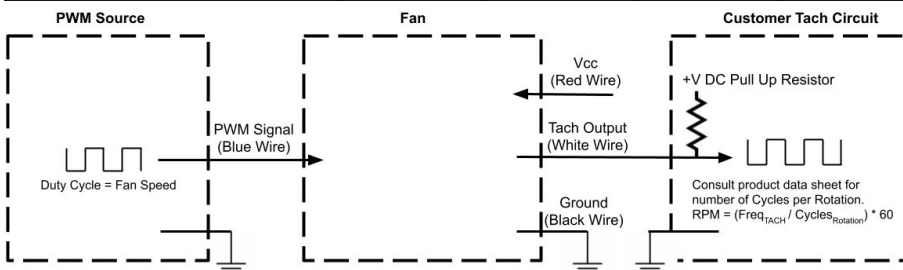 PWM Source
Fan
Customer Tach Circuit
Vcc
(Red Wire)
+V DC Pull Up Resistor
PWM Signal
(Blue Wire)
Tach Output
(White Wire)
Duty Cycle = Fan Speed
Consult product data sheet for
number of Cycles per Rotation.
RPM = (FreqTACH / CyclesRotation) * 60
Ground
(Black Wire)